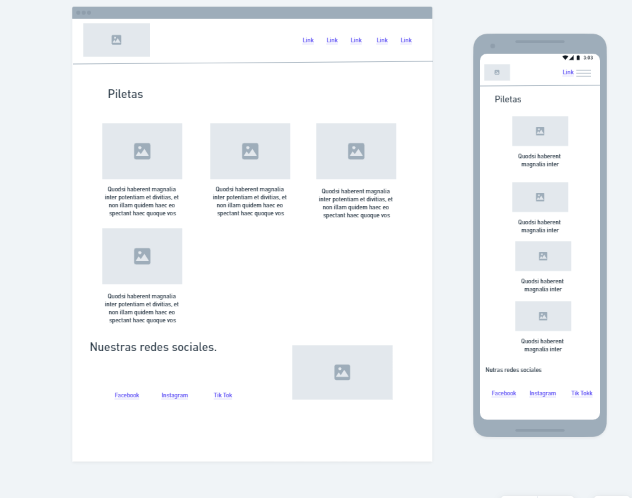 Link Link Link Link Link
Piletas
Quodsi haberent magnalia
inter potentiam et divitias, et
non illam quidem haec eo
spectant haec quoque vos
Quodsi haberent magnalia
inter potentiam et divitias, et
non illam quidem haec eo
spectant haec quoque vos
Quodsi haberent magnalia
inter potentiam et divitias, et
non illam quidem haec eo
spectant haec quoque vos
Quodsi haberent magnalia
inter potentiam et divitias, et
non illam quidem haec eo
spectant haec quoque vos
Nuestras redes sociales.
Facebook Instagram Tik Tok
Link
Piletas
Quodsi haberent
magnalia inter
Quodsi haberent
magnalia inter
Quodsi haberent
magnalia inter
Quodsi haberent
magnalia inter
Nutras redes sociales
Facebook Instagram Tik Tokk